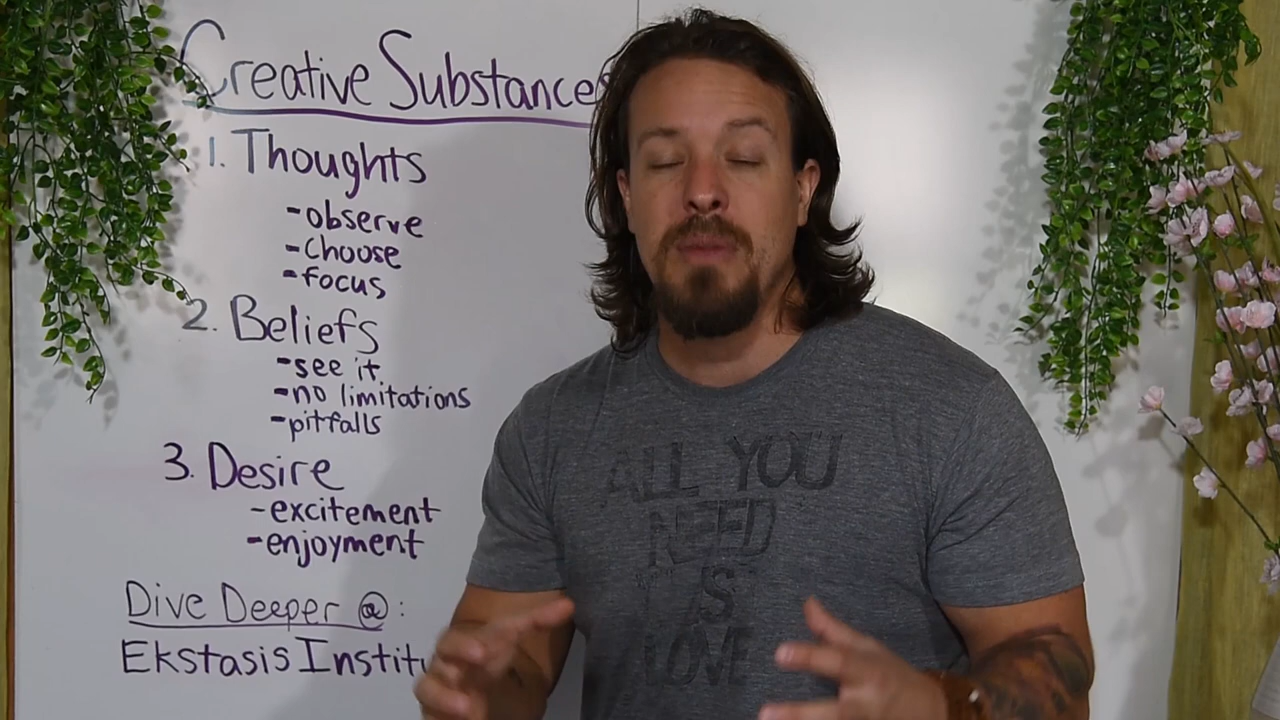 Creative Substances
1. Thoughts
-observe
-Choose
-focus
2. Beliefs
-see it
-no limitations
-pitfalls
3. Desire
-excitement
-enjoyment
Dive Deeper @:
Ekstasis Institu
ALL YOU
NEED
IS
LOVE